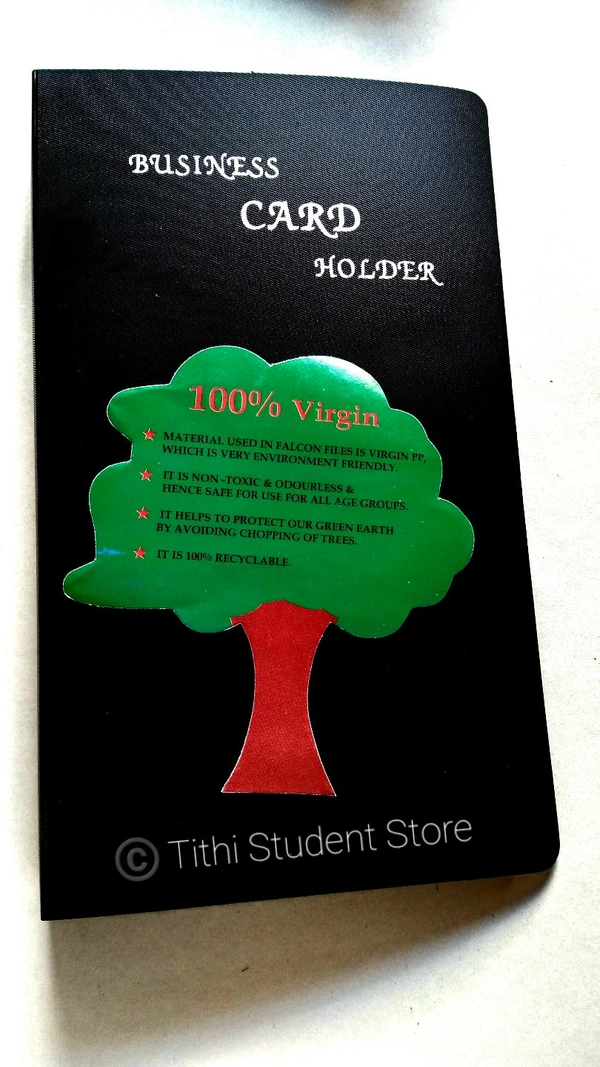 BUSINESS
CARD
HOLDER
100% Virgin
MATERIAL USED IN FALCON FILES IS VIRGIN PP,
WHICH IS VERY ENVIRONMENT FRIENDLY.
IT IS NON -TOXIC & ODOURLESS &
HENCE SAFE FOR USE FOR ALL AGE GROUPS.
IT HELPS TO PROTECT OUR GREEN EARTH
BY AVOIDING CHOPPING OF TREES.
IT IS 100% RECYCLABLE.
© Tithi Student Store